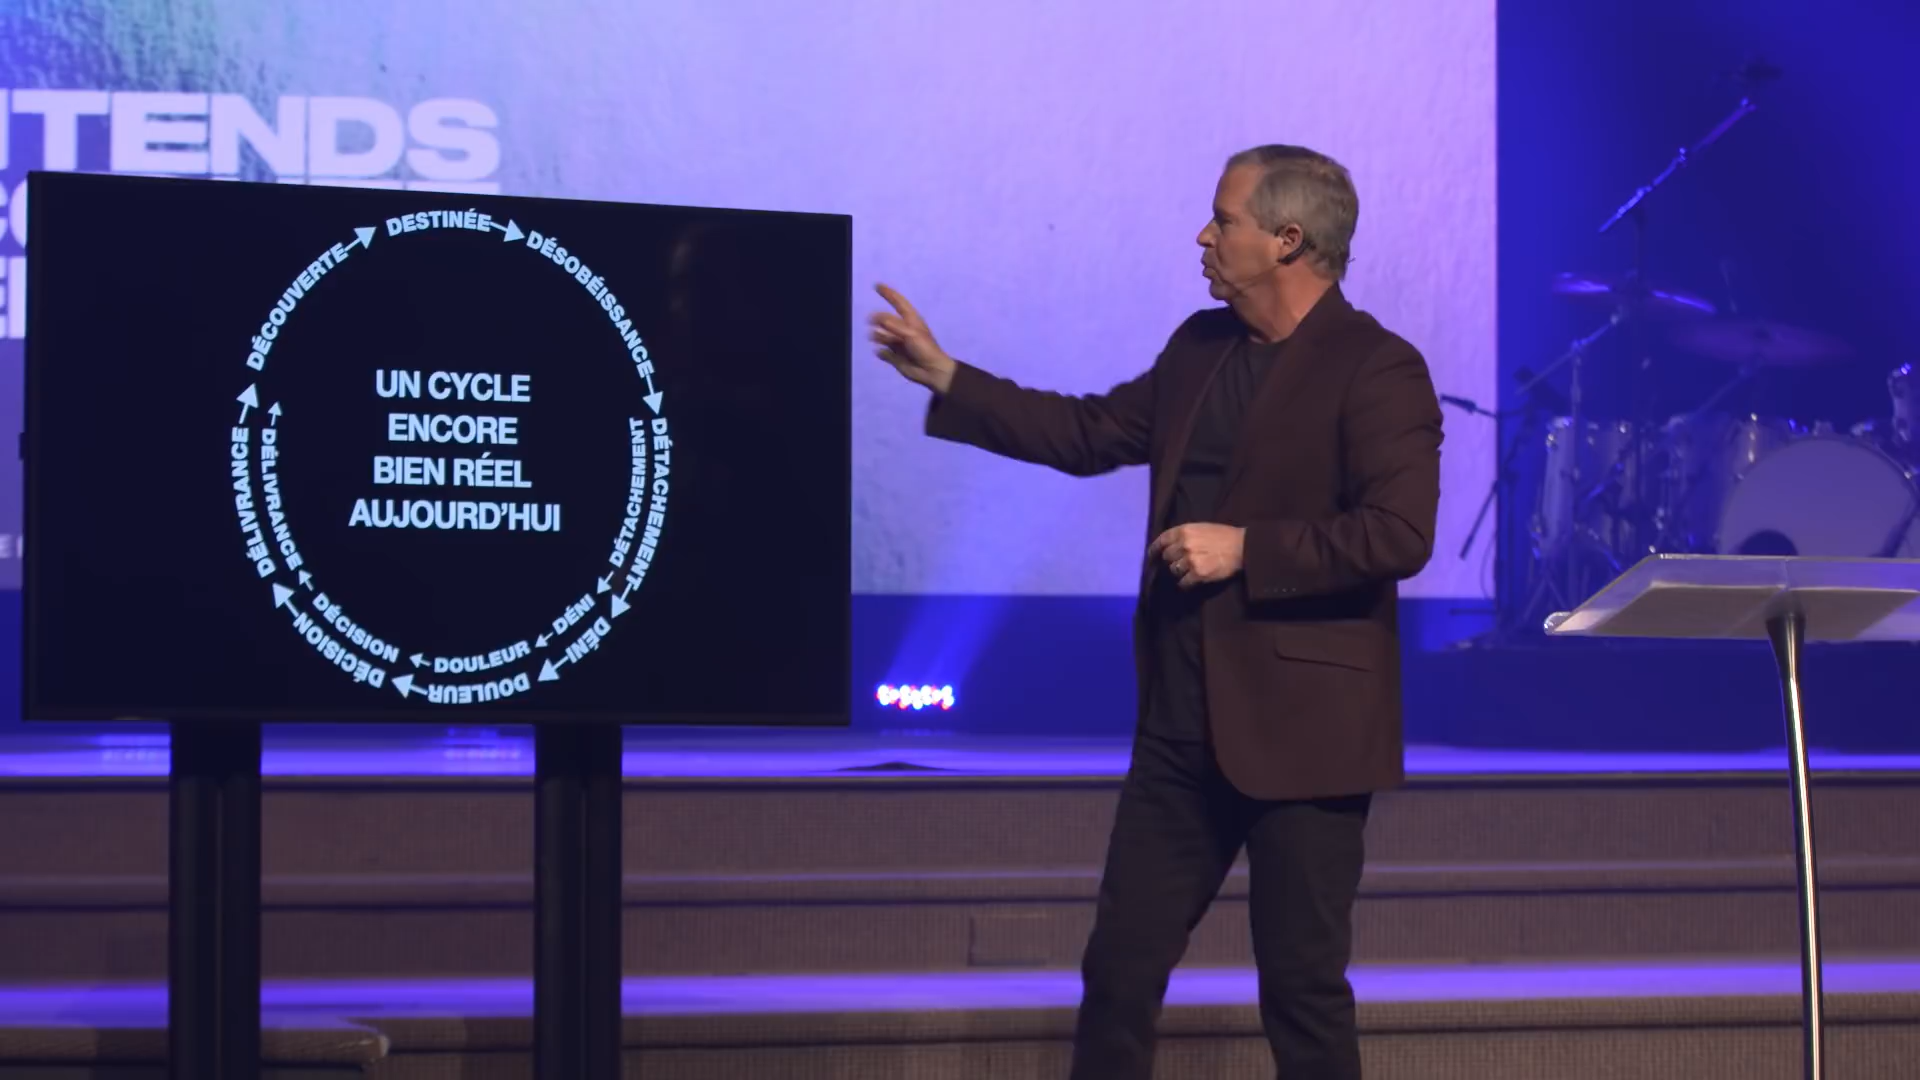 NTENDS
DESTINÉE
DÉSOBÉISSANCE
DÉTACHEMENT
DÉNI
DOULEUR
DÉCISION
DÉLIVRANCE
DÉCOUVERTE
DÉTACHEMENT
DÉNI
DOULEUR
DÉCISION
DÉLIVRANCE
UN CYCLE
ENCORE
BIEN RÉEL
AUJOURD'HUI